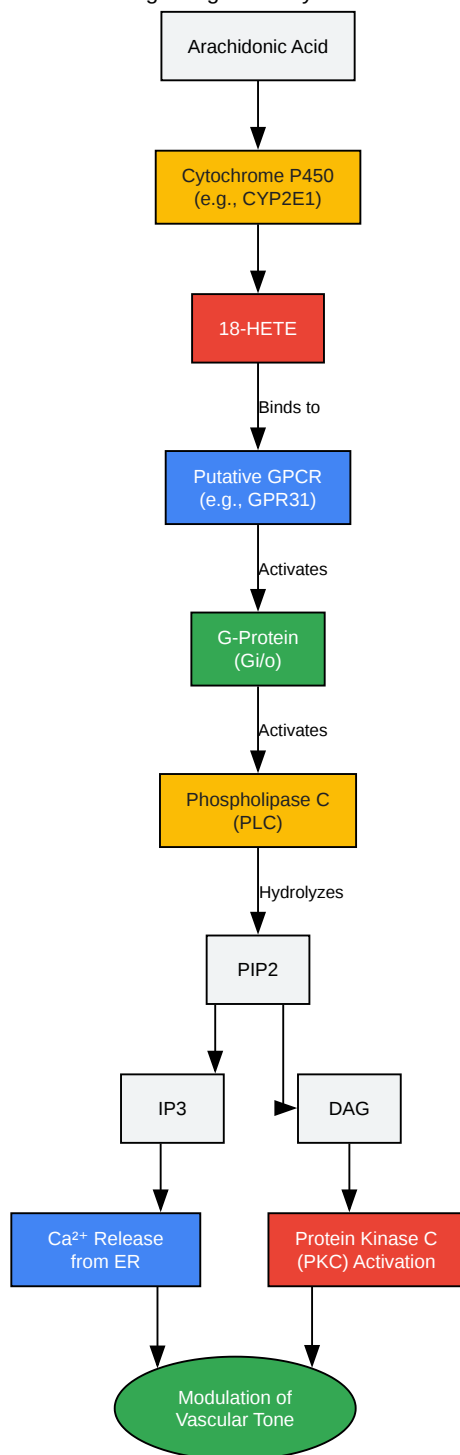 Arachidonic Acid
Cytochrome P450
(e.g., CYP2E1)
18-HETE
Binds to
Putative GPCR
(e.g., GPR31)
Activates
G-Protein
(Gi/o)
Activates
Phospholipase C
(PLC)
Hydrolyzes
PIP2
IP3
DAG
Ca²⁺ Release
from ER
Protein Kinase C
(PKC) Activation
Modulation of
Vascular Tone